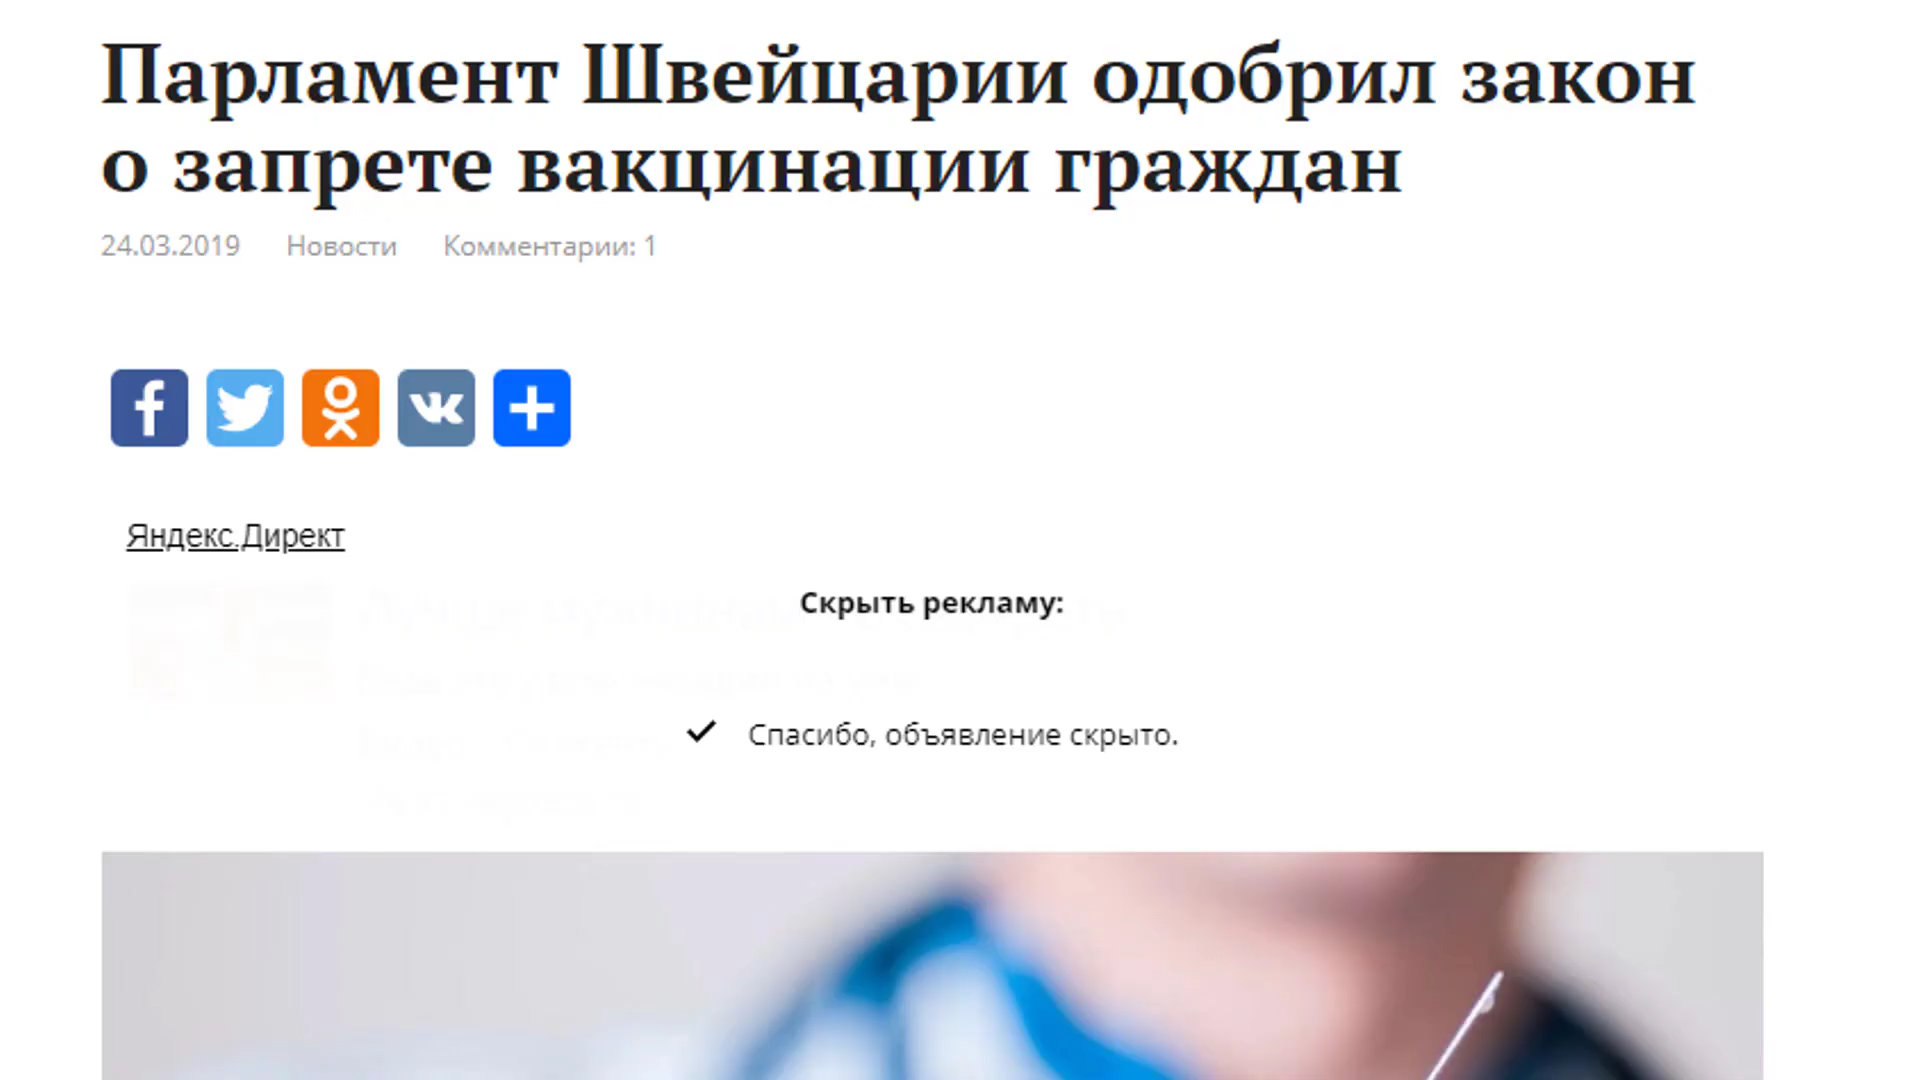 Парламент Швейцарии одобрил закон
о запрете вакцинации граждан
24.03.2019 Новости Комментарии: 1
Яндекс.Директ
Скрыть рекламу:
Спасибо, объявление скрыто.